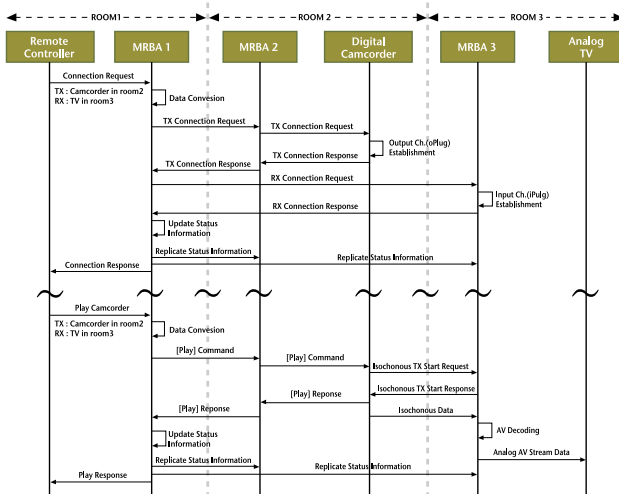 ROOM1
ROOM 2
ROOM 3
Remote
Controller
MRBA 1
MRBA 2
Digital
Camcorder
MRBA 3
Analog
TV
Connection Request
TX : Camcorder in room2
RX : TV in room3
Data Convesion
TX Connection Request
TX Connection Request
Output Ch.(oPlug)
Establishment
TX Connection Response
TX Connection Response
RX Connection Request
Input Ch.(iPulg)
Establishment
RX Connection Response
Update Status
Information
Replicate Status Information
Replicate Status Information
Connection Response
Play Camcorder
TX : Camcorder in room2
RX : TV in room3
Data Convesion
[Play] Command
[Play] Command
Isochonous TX Start Request
Isochonous TX Start Response
[Play] Reponse
[Play] Reponse
Isochonous Data
AV Decoding
Update Status
Information
Analog AV Stream Data
Replicate Status Information
Replicate Status Information
Play Response